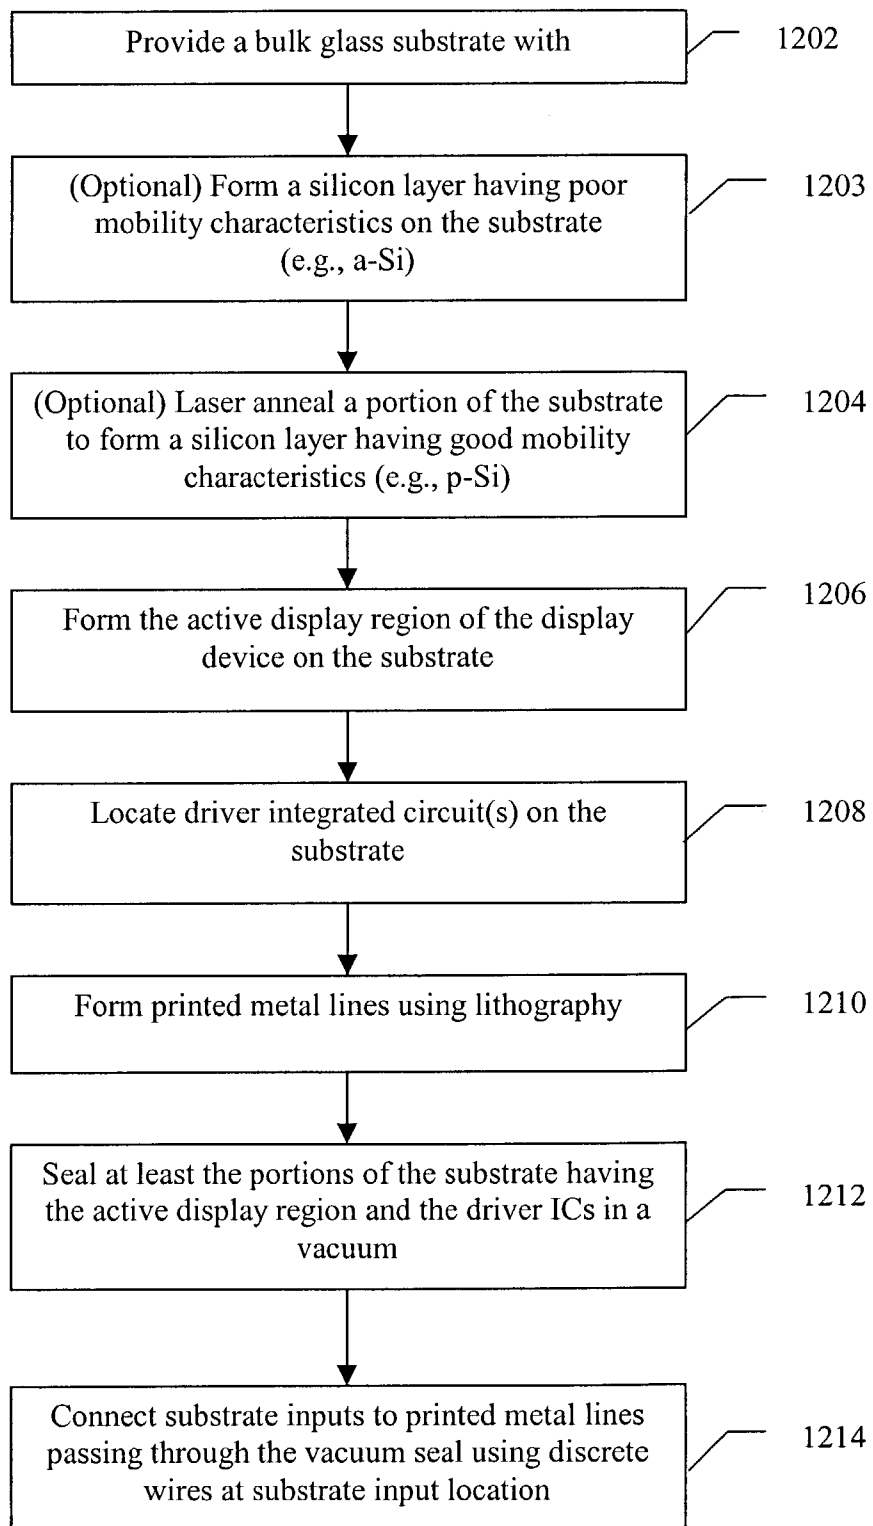 Provide a bulk glass substrate with
1202
(Optional) Form a silicon layer having poor
mobility characteristics on the substrate
(e.g., a-Si)
1203
(Optional) Laser anneal a portion of the substrate
to form a silicon layer having good mobility
characteristics (e.g., p-Si)
1204
Form the active display region of the display
device on the substrate
1206
Locate driver integrated circuit(s) on the
substrate
1208
Form printed metal lines using lithography
1210
Seal at least the portions of the substrate having
the active display region and the driver ICs in a
vacuum
1212
Connect substrate inputs to printed metal lines
passing through the vacuum seal using discrete
wires at substrate input location
1214